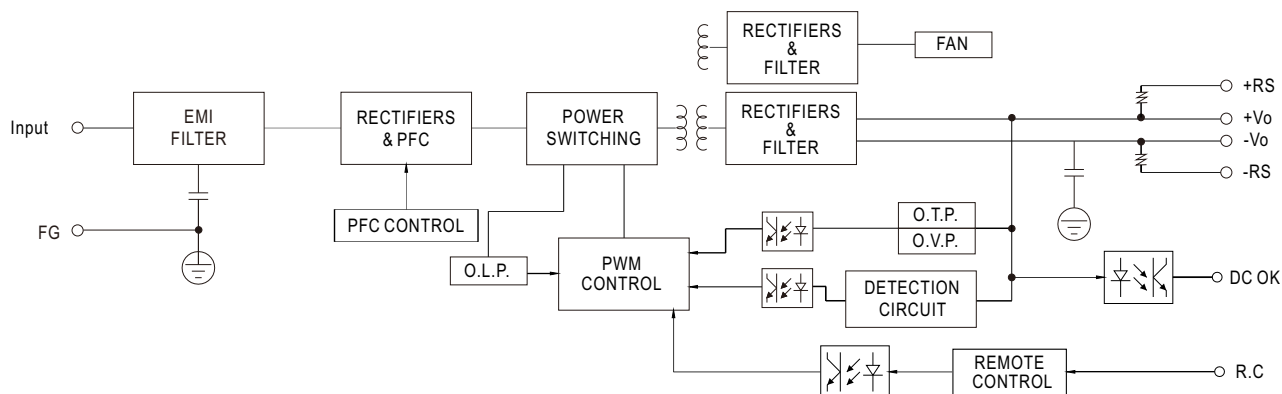 RECTIFIERS
&
FILTER
FAN
Input
EMI
FILTER
RECTIFIERS
& PFC
POWER
SWITCHING
RECTIFIERS
&
FILTER
+RS
+Vo
-Vo
-RS
FG
PFC CONTROL
O.L.P.
PWM
CONTROL
O.T.P.
O.V.P.
DETECTION
CIRCUIT
DC OK
REMOTE
CONTROL
R.C